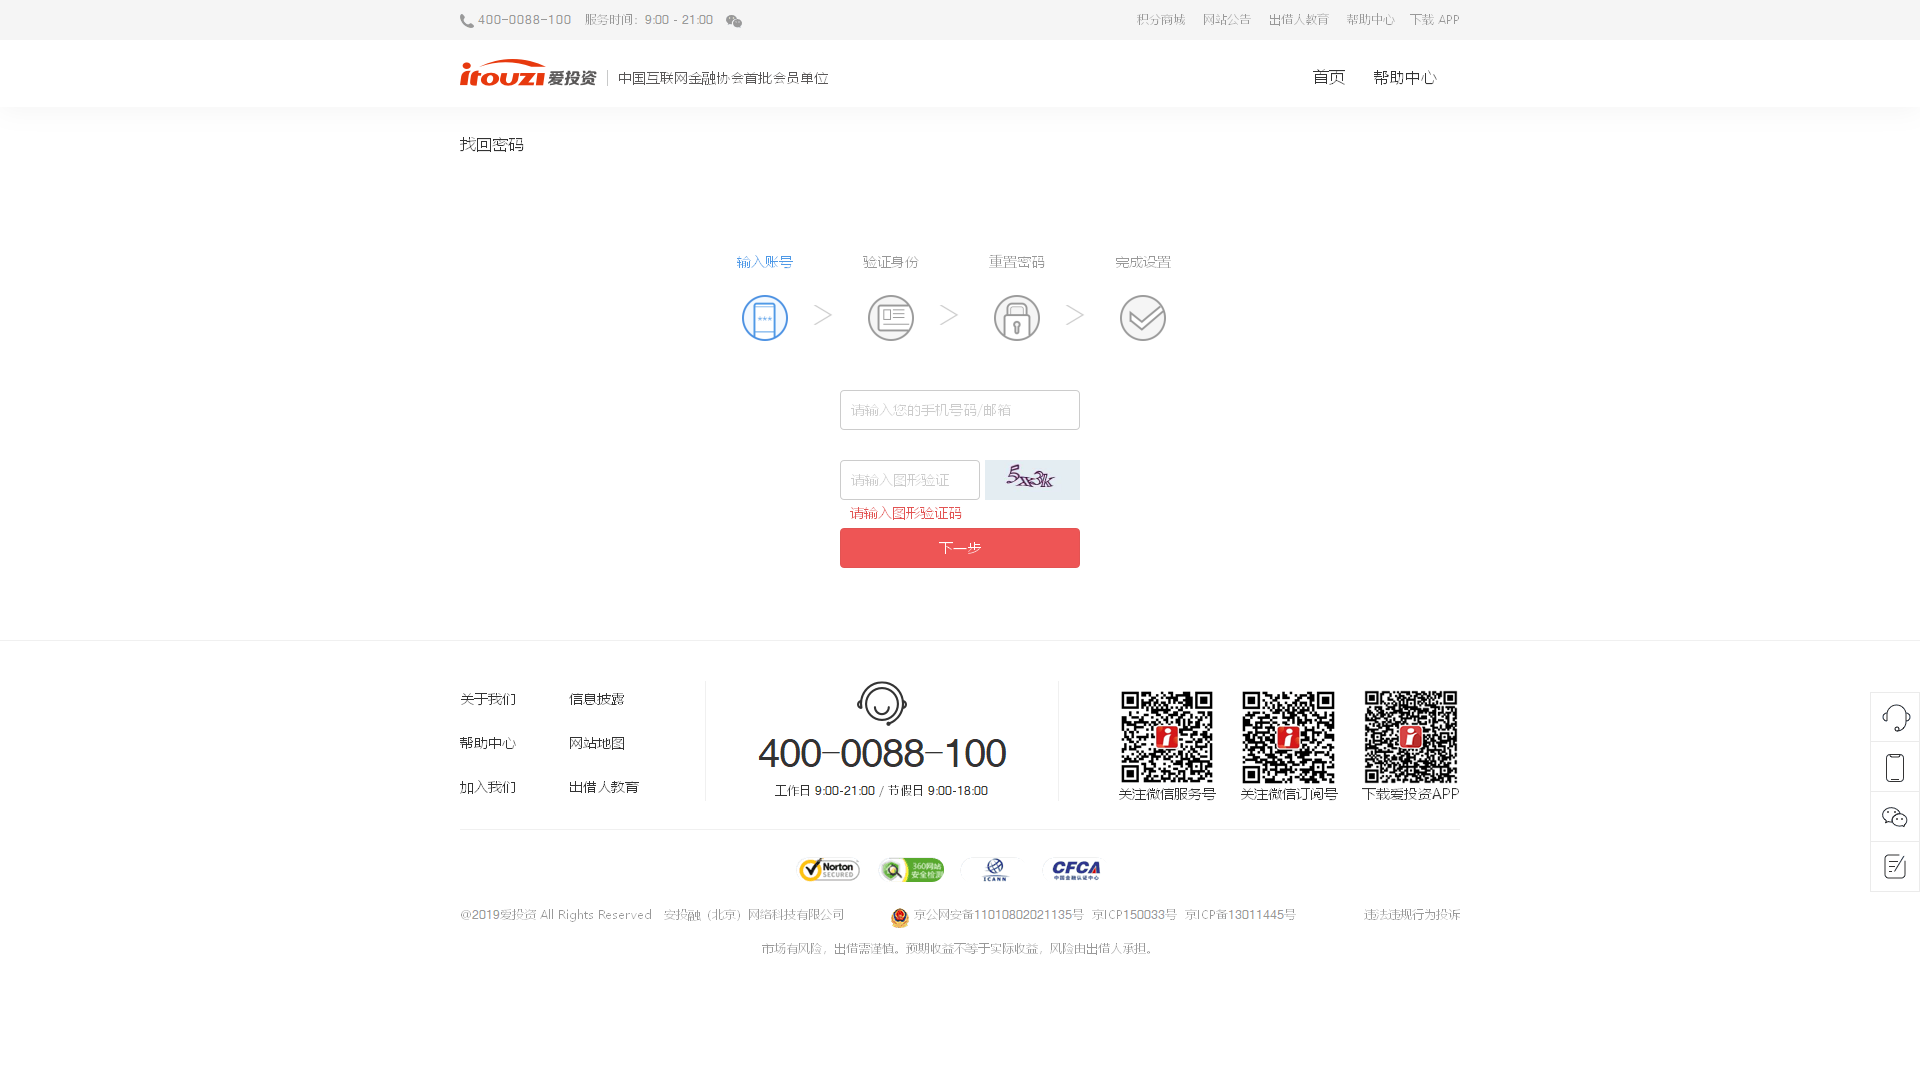 400-0088-100 服务时间：9:00 - 21:00
积分商城 网站公告 出借人教育 帮助中心 下载 APP
itouzi 爱投资 中国互联网金融协会首批会员单位
首页 帮助中心
找回密码
输入账号 验证身份 重置密码 完成设置
请输入您的手机号码/邮箱
请输入图形验证
5xx3k
请输入图形验证码
下一步
关于我们 信息披露
帮助中心 网站地图
加入我们 出借人教育
400-0088-100
工作日 9:00-21:00 / 节假日 9:00-18:00
关注微信服务号 关注微信订阅号 下载爱投资APP
Norton SECURED
360网站安全检测
ICANN
CFCA 中国金融认证中心
@2019爱投资 All Rights Reserved 安投融（北京）网络科技有限公司 京公网安备11010802021135号 京ICP150033号 京ICP备13011445号 违法违规行为投诉
市场有风险，出借需谨慎。预期收益不等于实际收益，风险由出借人承担。